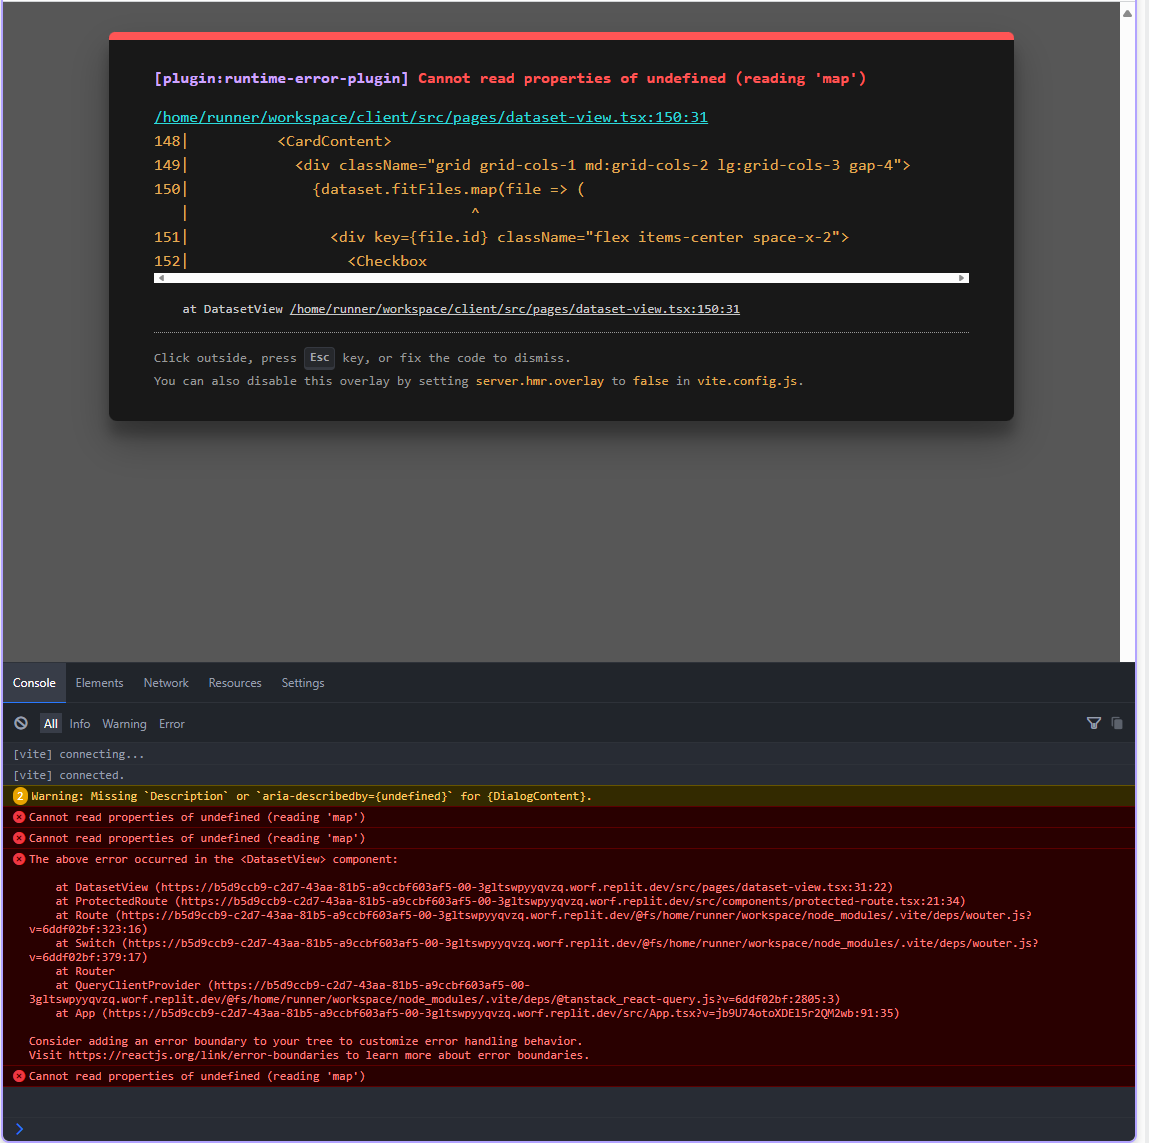 [plugin:runtime-error-plugin] Cannot read properties of undefined (reading 'map')
/home/runner/workspace/client/src/pages/dataset-view.tsx:150:31
148|          <CardContent>
149|            <div className="grid grid-cols-1 md:grid-cols-2 lg:grid-cols-3 gap-4">
150|              {dataset.fitFiles.map(file => (
|                                ^
151|                <div key={file.id} className="flex items-center space-x-2">
152|                  <Checkbox
at DatasetView /home/runner/workspace/client/src/pages/dataset-view.tsx:150:31
Click outside, press Esc key, or fix the code to dismiss.
You can also disable this overlay by setting server.hmr.overlay to false in vite.config.js.
Console Elements Network Resources Settings
All Info Warning Error
[vite] connecting...
[vite] connected.
2 Warning: Missing `Description` or `aria-describedby={undefined}` for {DialogContent}.
Cannot read properties of undefined (reading 'map')
Cannot read properties of undefined (reading 'map')
The above error occurred in the <DatasetView> component:
at DatasetView (https://b5d9ccb9-c2d7-43aa-81b5-a9ccbf603af5-00-3gltswpyyqvzq.worf.replit.dev/src/pages/dataset-view.tsx:31:22)
at ProtectedRoute (https://b5d9ccb9-c2d7-43aa-81b5-a9ccbf603af5-00-3gltswpyyqvzq.worf.replit.dev/src/components/protected-route.tsx:21:34)
at Route (https://b5d9ccb9-c2d7-43aa-81b5-a9ccbf603af5-00-3gltswpyyqvzq.worf.replit.dev/@fs/home/runner/workspace/node_modules/.vite/deps/wouter.js?
v=6ddf02bf:323:16)
at Switch (https://b5d9ccb9-c2d7-43aa-81b5-a9ccbf603af5-00-3gltswpyyqvzq.worf.replit.dev/@fs/home/runner/workspace/node_modules/.vite/deps/wouter.js?
v=6ddf02bf:379:17)
at Router
at QueryClientProvider (https://b5d9ccb9-c2d7-43aa-81b5-a9ccbf603af5-00-
3gltswpyyqvzq.worf.replit.dev/@fs/home/runner/workspace/node_modules/.vite/deps/@tanstack_react-query.js?v=6ddf02bf:2805:3)
at App (https://b5d9ccb9-c2d7-43aa-81b5-a9ccbf603af5-00-3gltswpyyqvzq.worf.replit.dev/src/App.tsx?v=jb9U74otoXDEl5r2QM2wb:91:35)
Consider adding an error boundary to your tree to customize error handling behavior.
Visit https://reactjs.org/link/error-boundaries to learn more about error boundaries.
Cannot read properties of undefined (reading 'map')